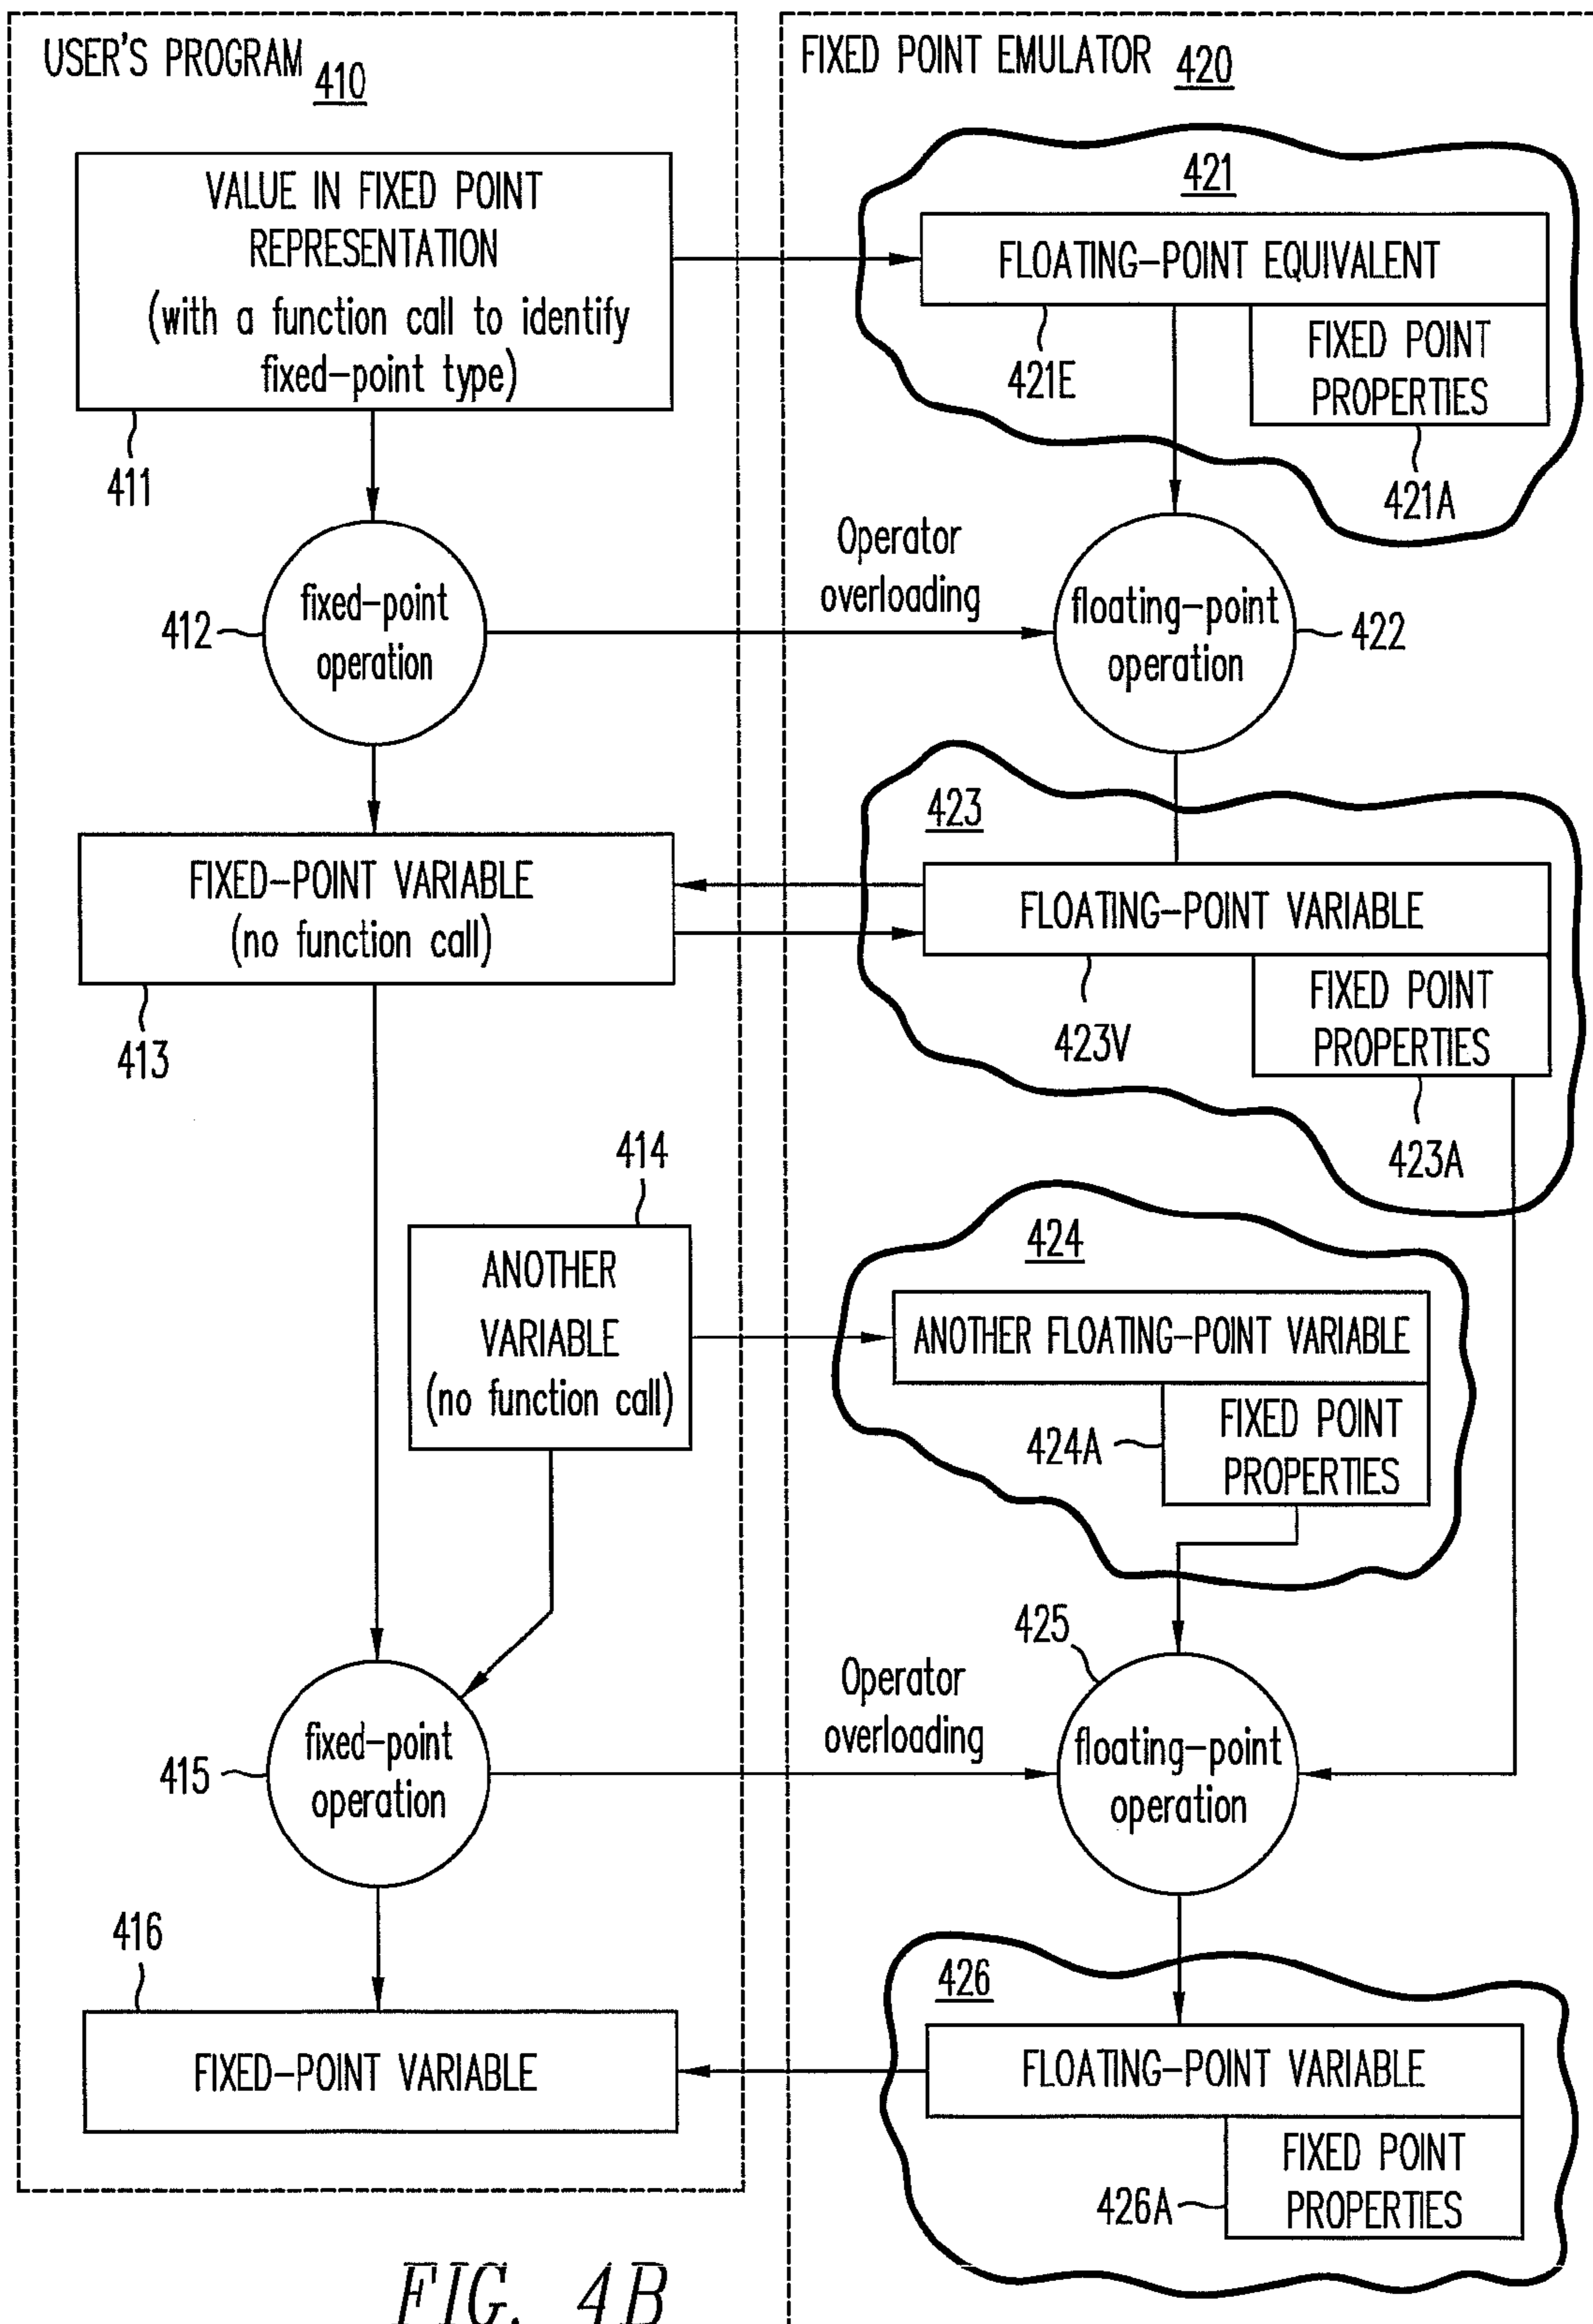 USER'S PROGRAM 410
FIXED POINT EMULATOR 420
VALUE IN FIXED POINT
REPRESENTATION
(with a function call to identify
fixed-point type)
411
421
FLOATING-POINT EQUIVALENT
421E
FIXED POINT
PROPERTIES
421A
412
fixed-point
operation
Operator
overloading
floating-point
operation
422
FIXED-POINT VARIABLE
(no function call)
413
423
FLOATING-POINT VARIABLE
423V
FIXED POINT
PROPERTIES
423A
414
ANOTHER
VARIABLE
(no function call)
424
ANOTHER FLOATING-POINT VARIABLE
424A
FIXED POINT
PROPERTIES
415
fixed-point
operation
Operator
overloading
425
floating-point
operation
416
FIXED-POINT VARIABLE
426
FLOATING-POINT VARIABLE
426A
FIXED POINT
PROPERTIES
FIG. 4B